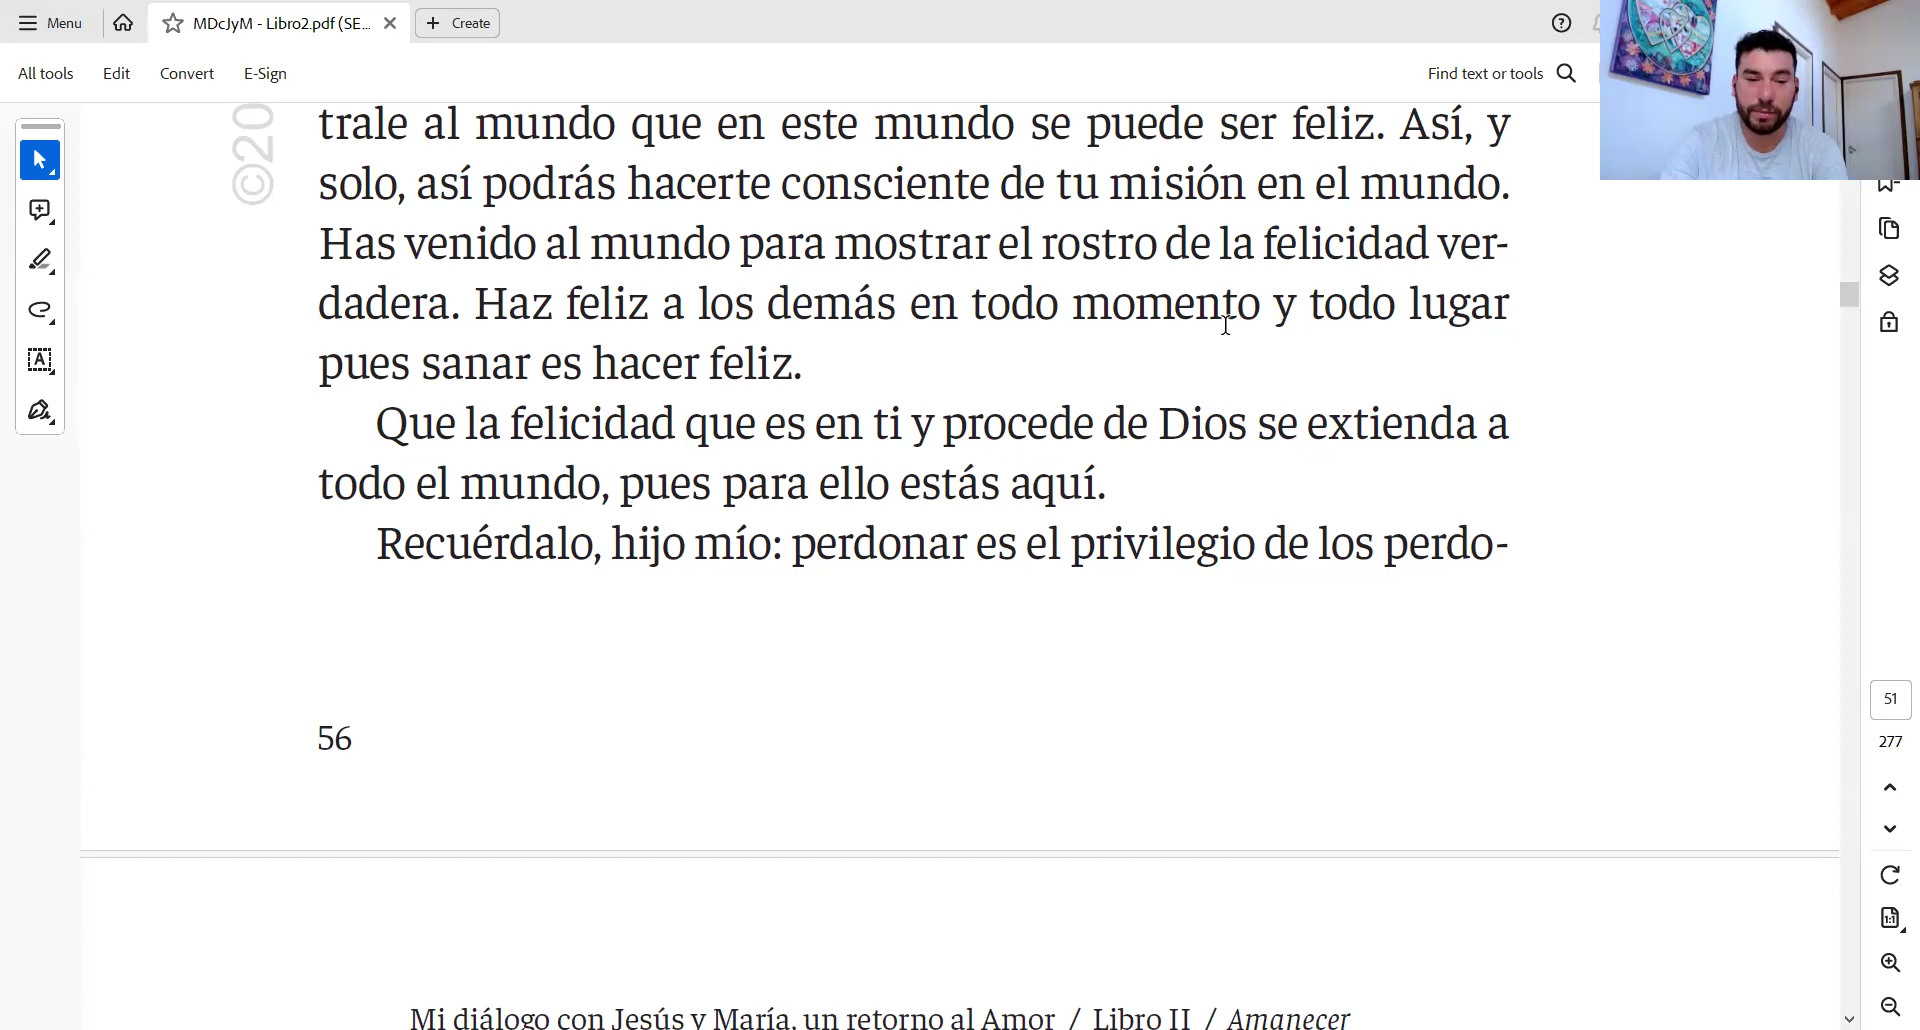 Menu
MDcJyM - Libro2.pdf (SE...
Create
All tools
Edit
Convert
E-Sign
Find text or tools
©20
trale al mundo que en este mundo se puede ser feliz. Así, y
solo, así podrás hacerte consciente de tu misión en el mundo.
Has venido al mundo para mostrar el rostro de la felicidad ver-
dadera. Haz feliz a los demás en todo momento y todo lugar
pues sanar es hacer feliz.
Que la felicidad que es en ti y procede de Dios se extienda a
todo el mundo, pues para ello estás aquí.
Recuérdalo, hijo mío: perdonar es el privilegio de los perdo-
56
Mi diálogo con Jesús y María, un retorno al Amor / Libro II / Amanecer
51
277